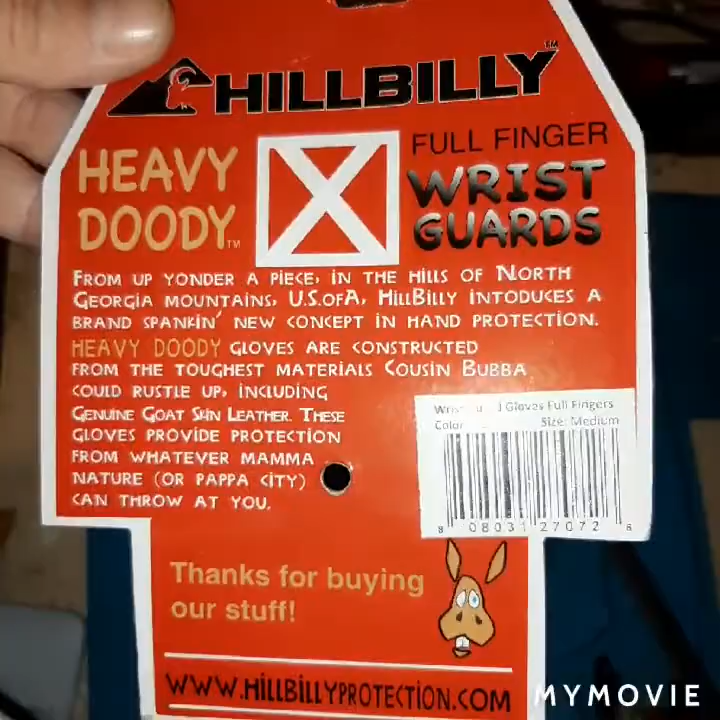 HILLBILLY™
HEAVY DOODY™
FULL FINGER
WRIST GUARDS
FROM UP YONDER A PIECE, IN THE HILLS OF NORTH
GEORGIA MOUNTAINS, U.S.OFA, HILLBILLY INTODUCES A
BRAND SPANKIN' NEW CONCEPT IN HAND PROTECTION.
HEAVY DOODY GLOVES ARE CONSTRUCTED
FROM THE TOUGHEST MATERIALS COUSIN BUBBA
COULD RUSTLE UP, INCLUDING
GENUINE GOAT SKIN LEATHER. THESE
GLOVES PROVIDE PROTECTION
FROM WHATEVER MAMMA
NATURE (OR PAPPA CITY)
CAN THROW AT YOU.
Gloves Full Fingers
Color Size: Medium
8 08031 27072 6
Thanks for buying
our stuff!
WWW.HILLBILLYPROTECTION.COM
MYMOVIE